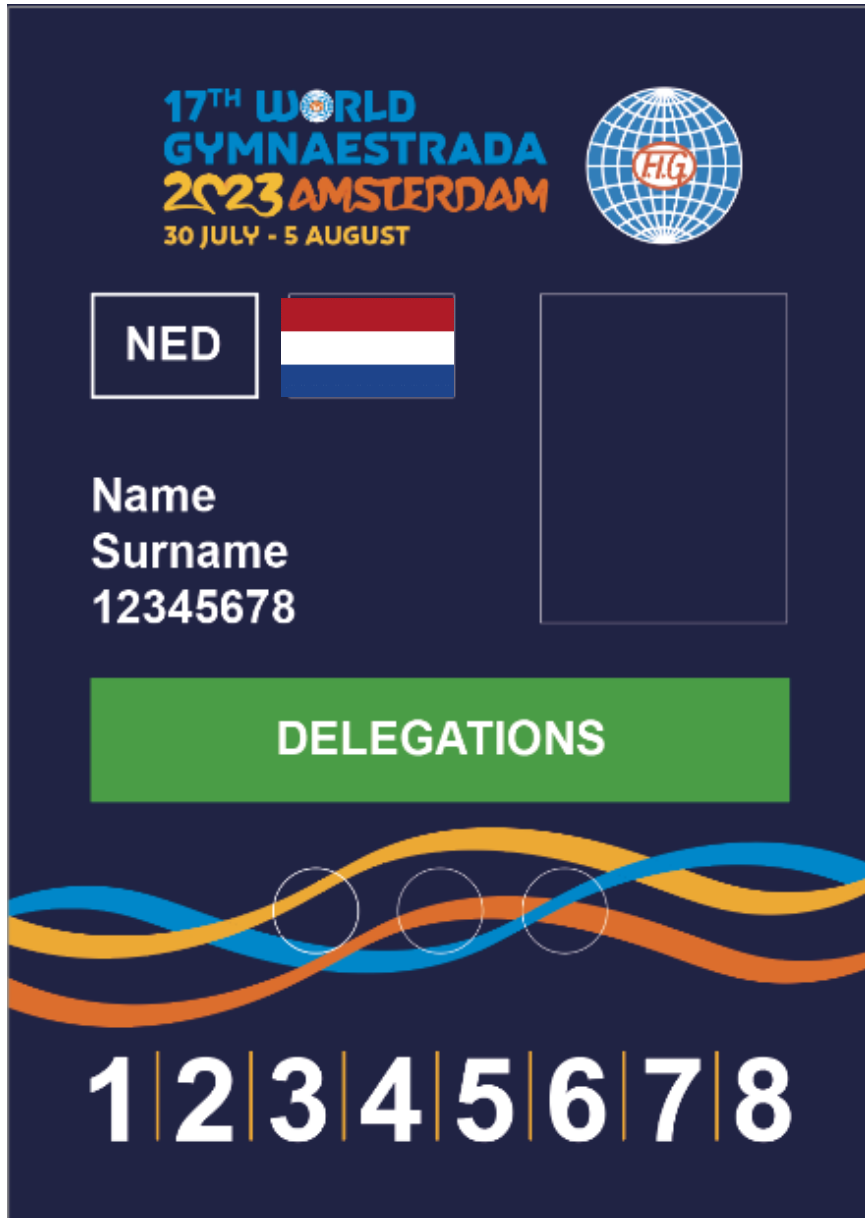 17TH WORLD
GYMNAESTRADA
2023 AMSTERDAM
30 JULY - 5 AUGUST
F.I.G.
NED
Name
Surname
12345678
DELEGATIONS
1 2 3 4 5 6 7 8